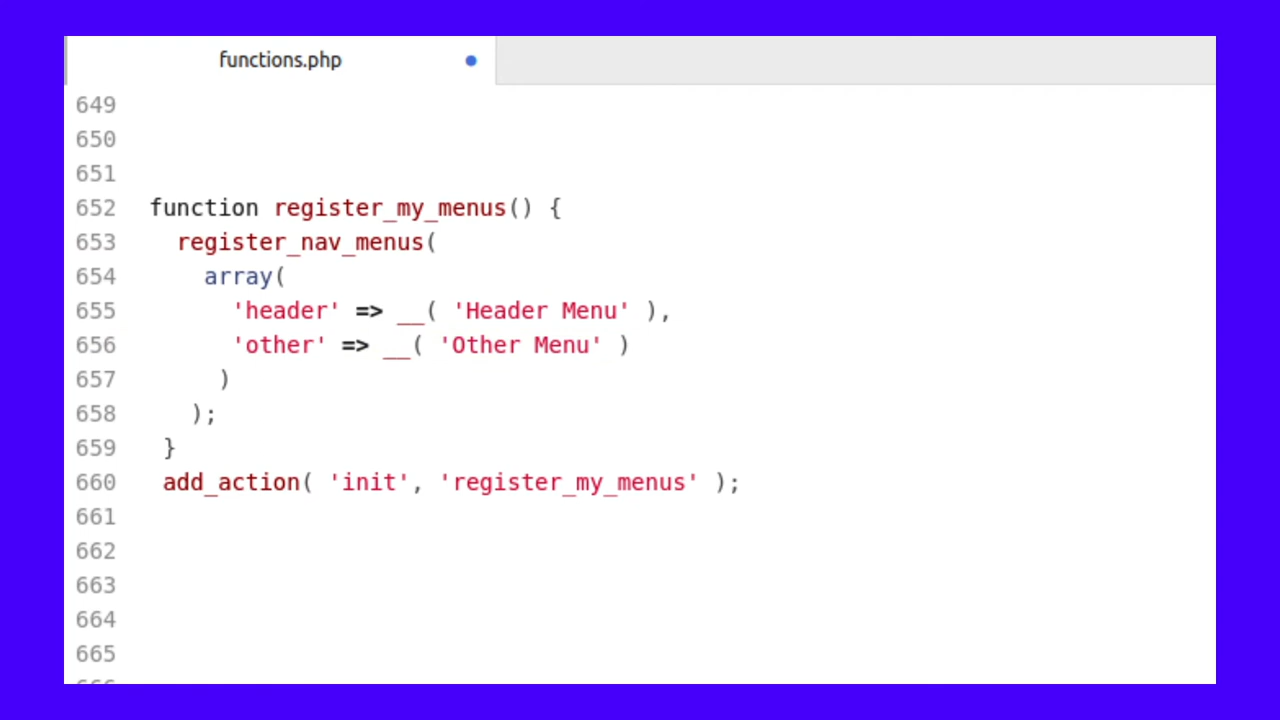 functions.php
649
650
651
652 function register_my_menus() {
653 register_nav_menus(
654 array(
655 'header' => __( 'Header Menu' ),
656 'other' => __( 'Other Menu' )
657 )
658 );
659 }
660 add_action( 'init', 'register_my_menus' );
661
662
663
664
665